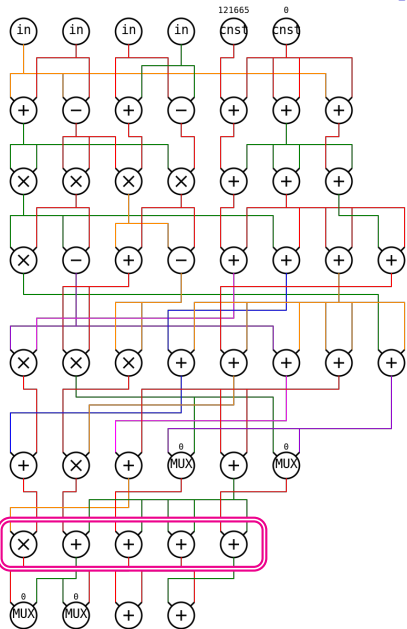 121665 0
in in in in cnst cnst
+ − + − + + +
× × × × + + +
× − + − + + + +
× × × + + + + +
0 0
+ × + MUX + MUX
× + + + +
0 0
MUX MUX + +